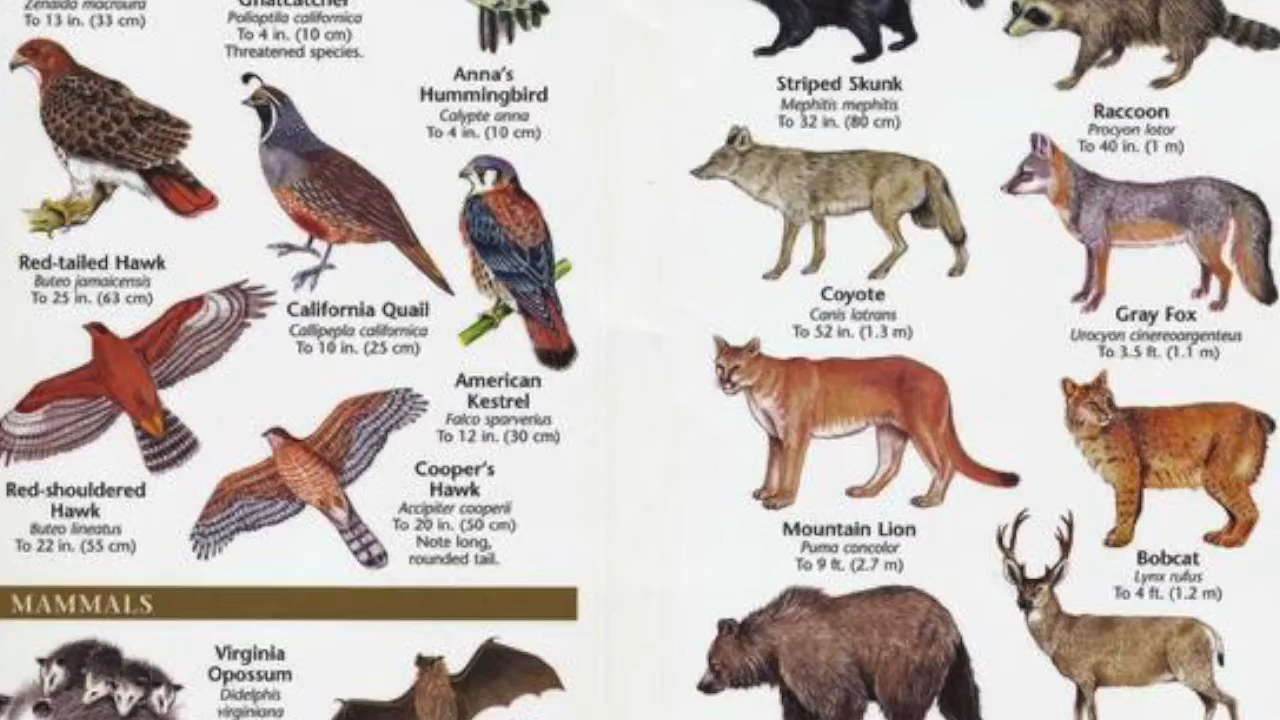 Zenaida macroura
To 13 in. (33 cm)
Gnatcatcher
Polioptila californica
To 4 in. (10 cm)
Threatened species.
Anna's
Hummingbird
Calypte anna
To 4 in. (10 cm)
Red-tailed Hawk
Buteo jamaicensis
To 25 in. (63 cm)
California Quail
Callipepla californica
To 10 in. (25 cm)
American
Kestrel
Falco sparverius
To 12 in. (30 cm)
Red-shouldered
Hawk
Buteo lineatus
To 22 in. (55 cm)
Cooper's
Hawk
Accipiter cooperii
To 20 in. (50 cm)
Note long,
rounded tail.
MAMMALS
Virginia
Opossum
Didelphis
virginiana
Striped Skunk
Mephitis mephitis
To 32 in. (80 cm)
Raccoon
Procyon lotor
To 40 in. (1 m)
Coyote
Canis latrans
To 52 in. (1.3 m)
Gray Fox
Urocyon cinereoargenteus
To 3.5 ft. (1.1 m)
Mountain Lion
Puma concolor
To 9 ft. (2.7 m)
Bobcat
Lynx rufus
To 4 ft. (1.2 m)